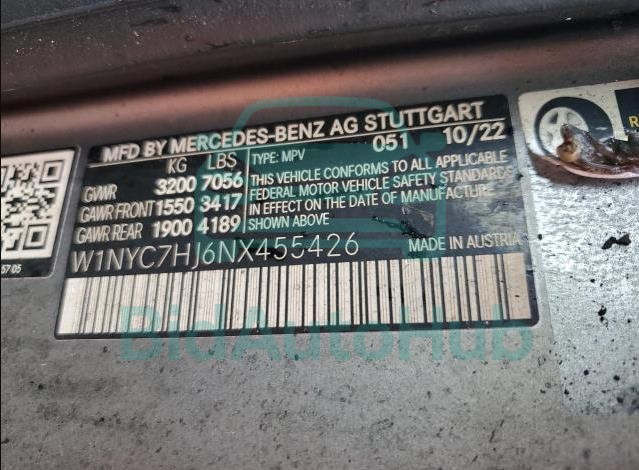 MFD BY MERCEDES-BENZ AG STUTTGART
KG LBS TYPE: MPV 051 10/22
GVWR 3200 7056 THIS VEHICLE CONFORMS TO ALL APPLICABLE
GAWR FRONT 1550 3417 FEDERAL MOTOR VEHICLE SAFETY STANDARDS
GAWR REAR 1900 4189 IN EFFECT ON THE DATE OF MANUFACTURE
SHOWN ABOVE
W1NYC7HJ6NX455426 MADE IN AUSTRIA
BidAutoHub